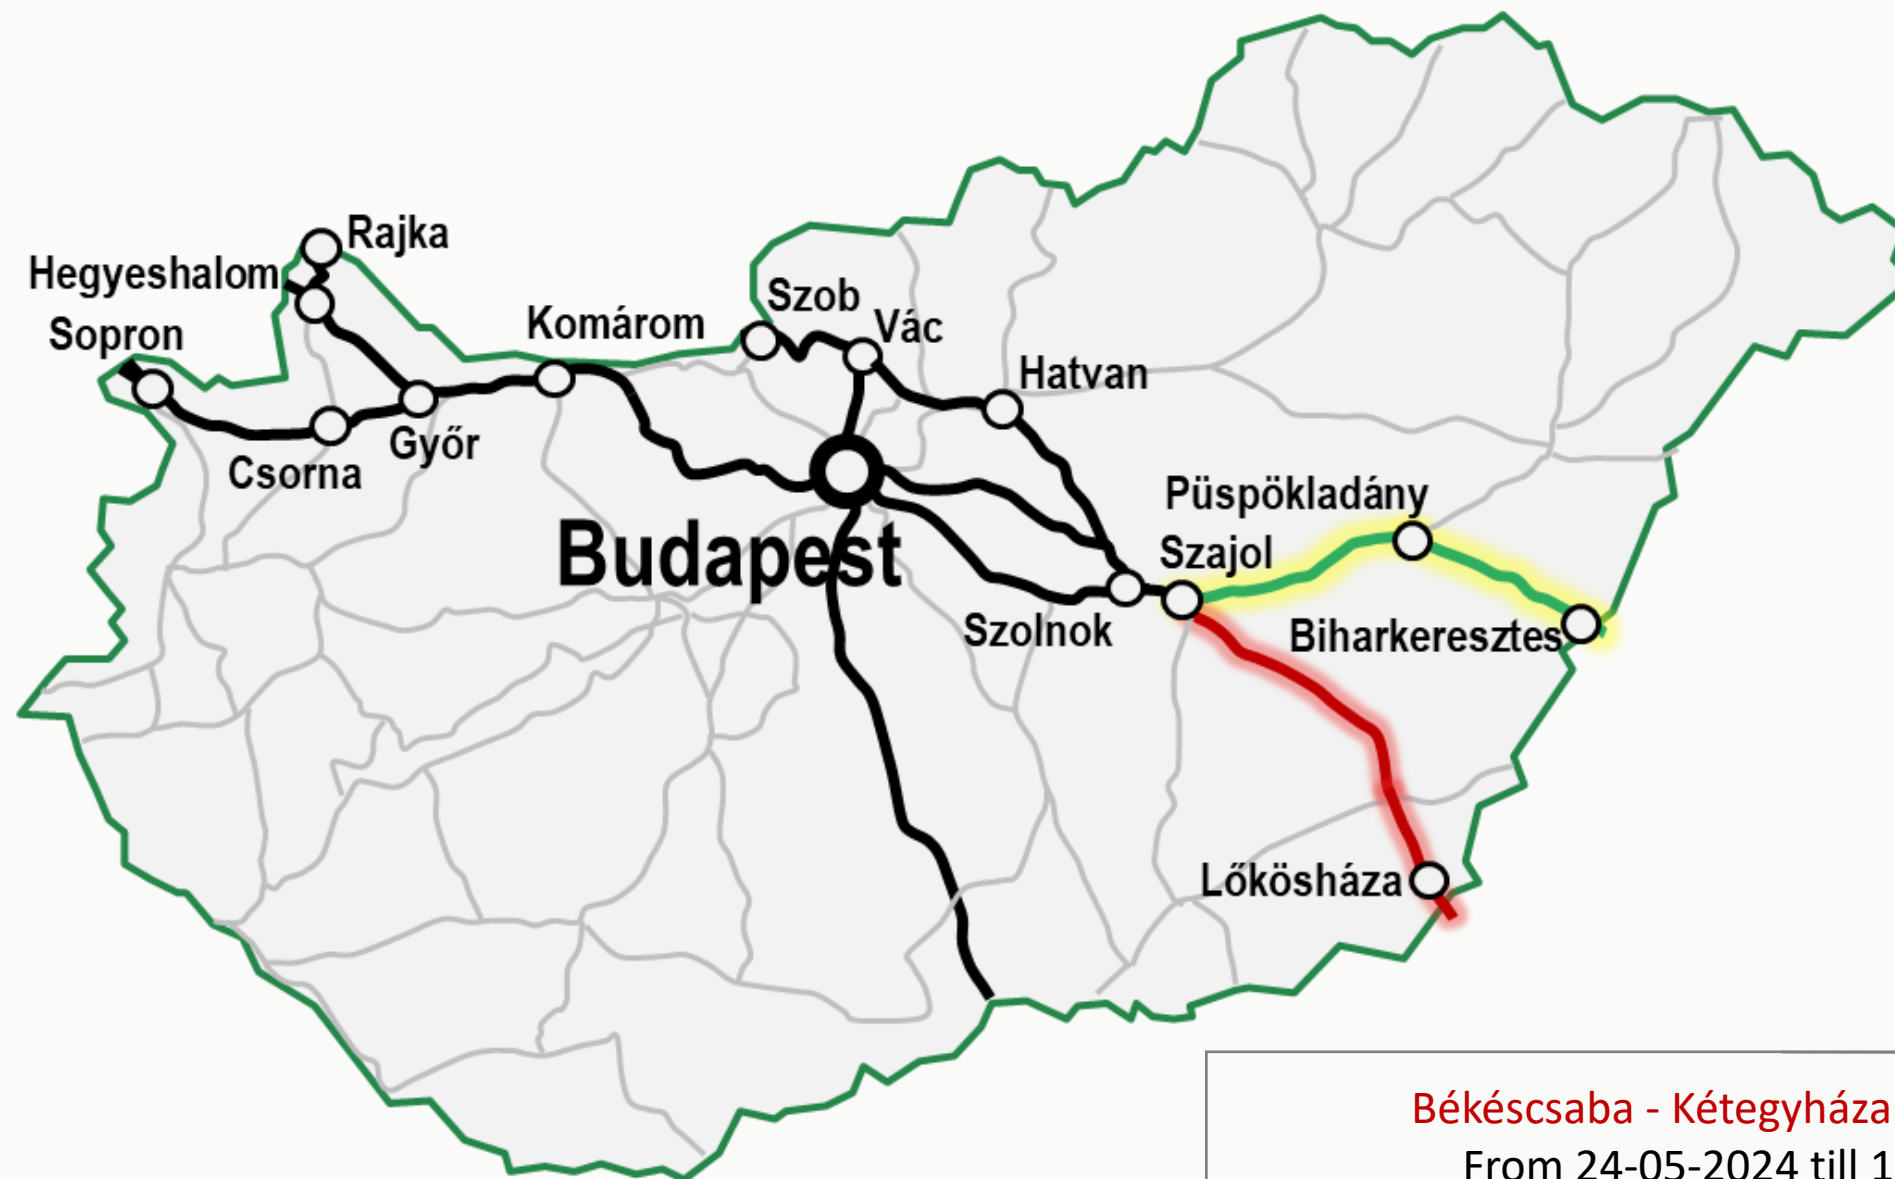 Rajka
Hegyeshalom
Sopron
Komárom
Szob
Vác
Hatvan
Csorna
Győr
Budapest
Püspökladány
Szajol
Szolnok
Biharkeresztes
Lőkösháza
Békéscsaba - Kétegyháza
From 24-05-2024 till 1